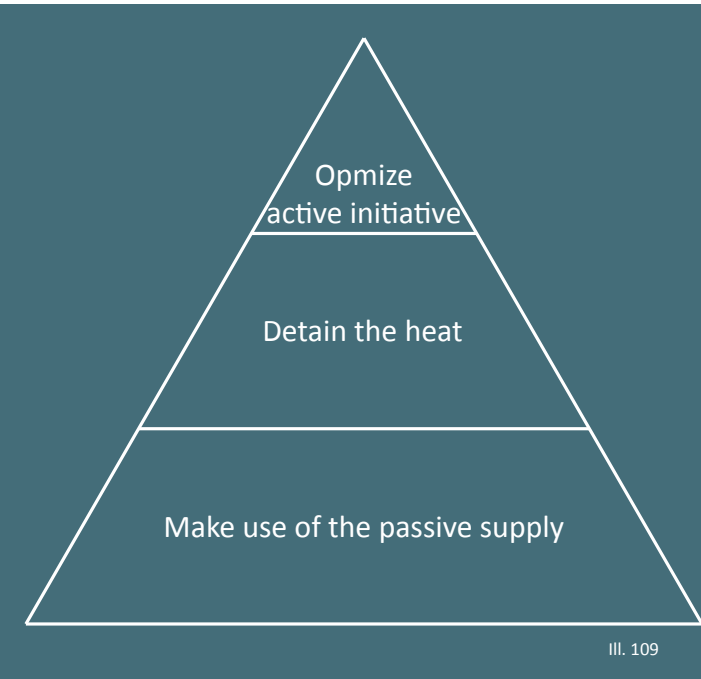 Opmize
active initiative
Detain the heat
Make use of the passive supply
Ill. 109